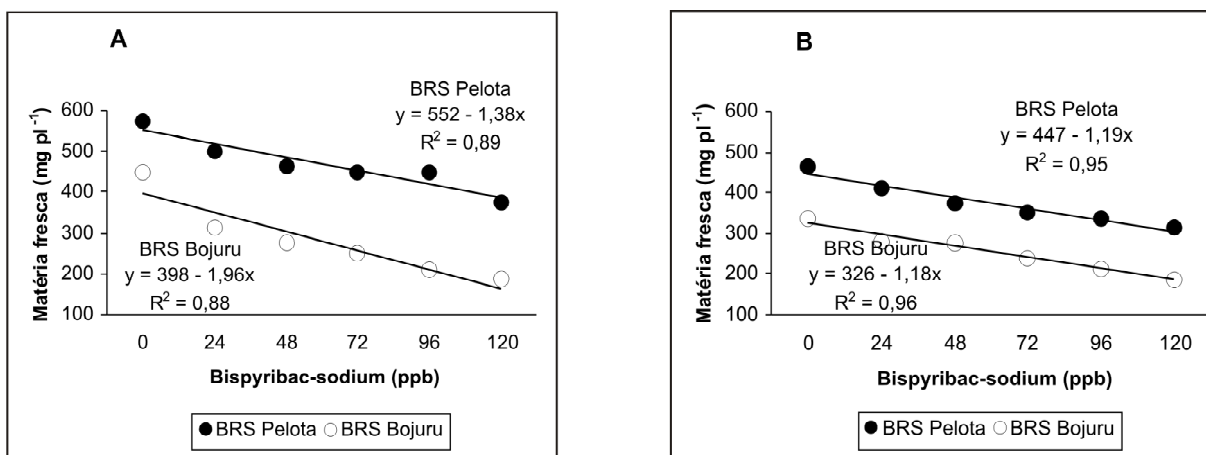 A
Matéria fresca (mg pl -1)
600
500
400
300
200
100
BRS Pelota
y = 552 - 1,38x
R2 = 0,89
BRS Bojuru
y = 398 - 1,96x
R2 = 0,88
0 24 48 72 96 120
Bispyribac-sodium (ppb)
BRS Pelota BRS Bojuru
B
Matéria fresca (mg pl -1)
600
500
400
300
200
100
BRS Pelota
y = 447 - 1,19x
R2 = 0,95
BRS Bojuru
y = 326 - 1,18x
R2 = 0,96
0 24 48 72 96 120
Bispyribac-sodium (ppb)
BRS Pelota BRS Bojuru